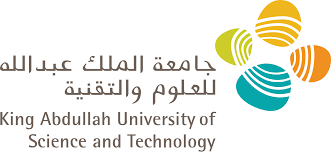 جامعة الملك عبدالله
للعلوم والتقنية
King Abdullah University of
Science and Technology